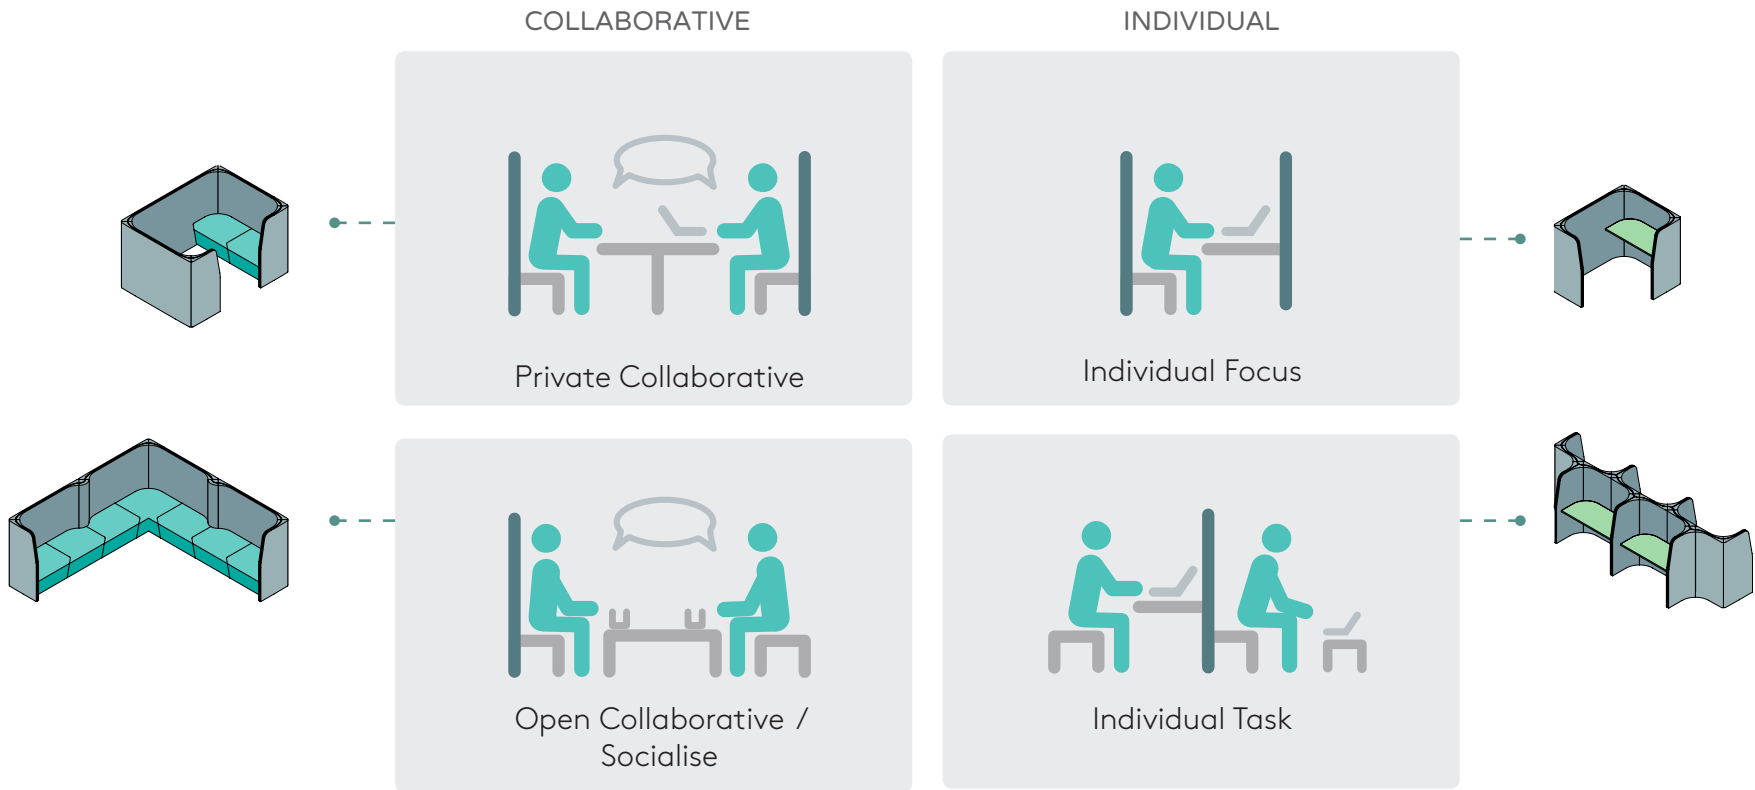 COLLABORATIVE
INDIVIDUAL
Private Collaborative
Individual Focus
Open Collaborative /
Socialise
Individual Task